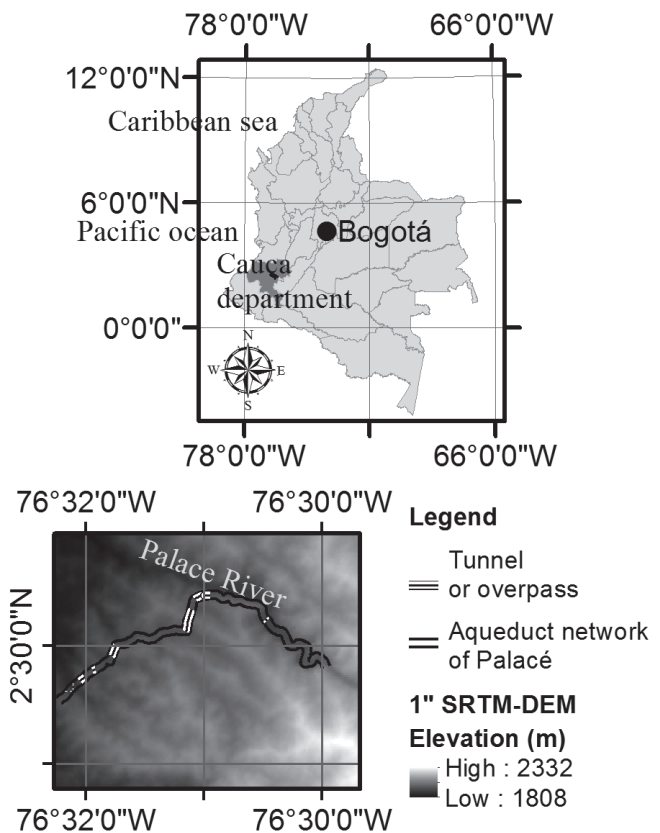 78°0'0"W 66°0'0"W
12°0'0"N
Caribbean sea
6°0'0"N
Pacific ocean
Bogotá
Cauca
department
0°0'0"
N
W E
S
78°0'0"W 66°0'0"W
76°32'0"W 76°30'0"W
Palace River
2°30'0"N
76°32'0"W 76°30'0"W
Legend
Tunnel
or overpass
Aqueduct network
of Palacé
1" SRTM-DEM
Elevation (m)
High : 2332
Low : 1808